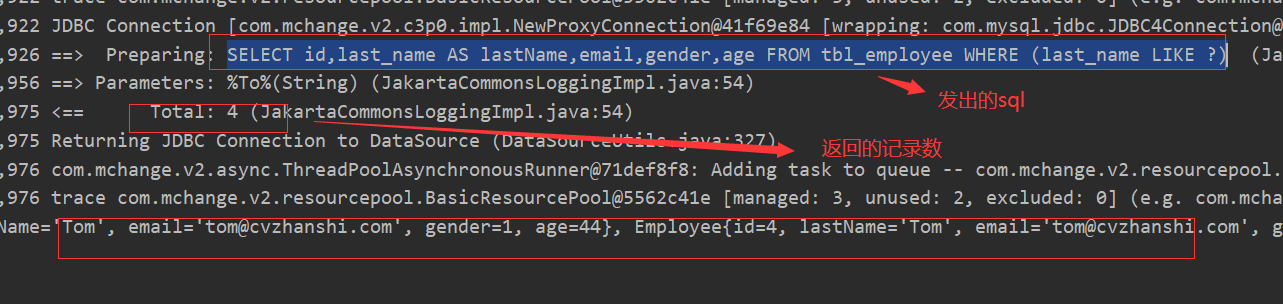 ,922 trace com.mchange.v2.resourcepool.BasicResourcePool@5562c41e [managed: 3, unused: 2, excluded: 0] (e.g. com.mcha
,922 JDBC Connection [com.mchange.v2.c3p0.impl.NewProxyConnection@41f69e84 [wrapping: com.mysql.jdbc.JDBC4Connection@
,926 ==>  Preparing: SELECT id,last_name AS lastName,email,gender,age FROM tbl_employee WHERE (last_name LIKE ?)  (Ja
,956 ==> Parameters: %To%(String) (JakartaCommonsLoggingImpl.java:54)
发出的sql
,975 <==      Total: 4 (JakartaCommonsLoggingImpl.java:54)
,975 Returning JDBC Connection to DataSource (DataSourceUtils.java:327)
返回的记录数
,976 com.mchange.v2.async.ThreadPoolAsynchronousRunner@71def8f8: Adding task to queue -- com.mchange.v2.resourcepool.
,976 trace com.mchange.v2.resourcepool.BasicResourcePool@5562c41e [managed: 3, unused: 2, excluded: 0] (e.g. com.mcha
Name='Tom', email='tom@cvzhanshi.com', gender=1, age=44}, Employee{id=4, lastName='Tom', email='tom@cvzhanshi.com', g